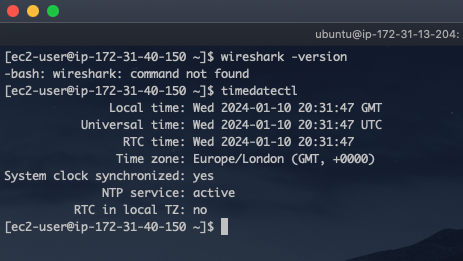 ubuntu@ip-172-31-13-204:
[ec2-user@ip-172-31-40-150 ~]$ wireshark -version
-bash: wireshark: command not found
[ec2-user@ip-172-31-40-150 ~]$ timedatectl
Local time: Wed 2024-01-10 20:31:47 GMT
Universal time: Wed 2024-01-10 20:31:47 UTC
RTC time: Wed 2024-01-10 20:31:47
Time zone: Europe/London (GMT, +0000)
System clock synchronized: yes
NTP service: active
RTC in local TZ: no
[ec2-user@ip-172-31-40-150 ~]$